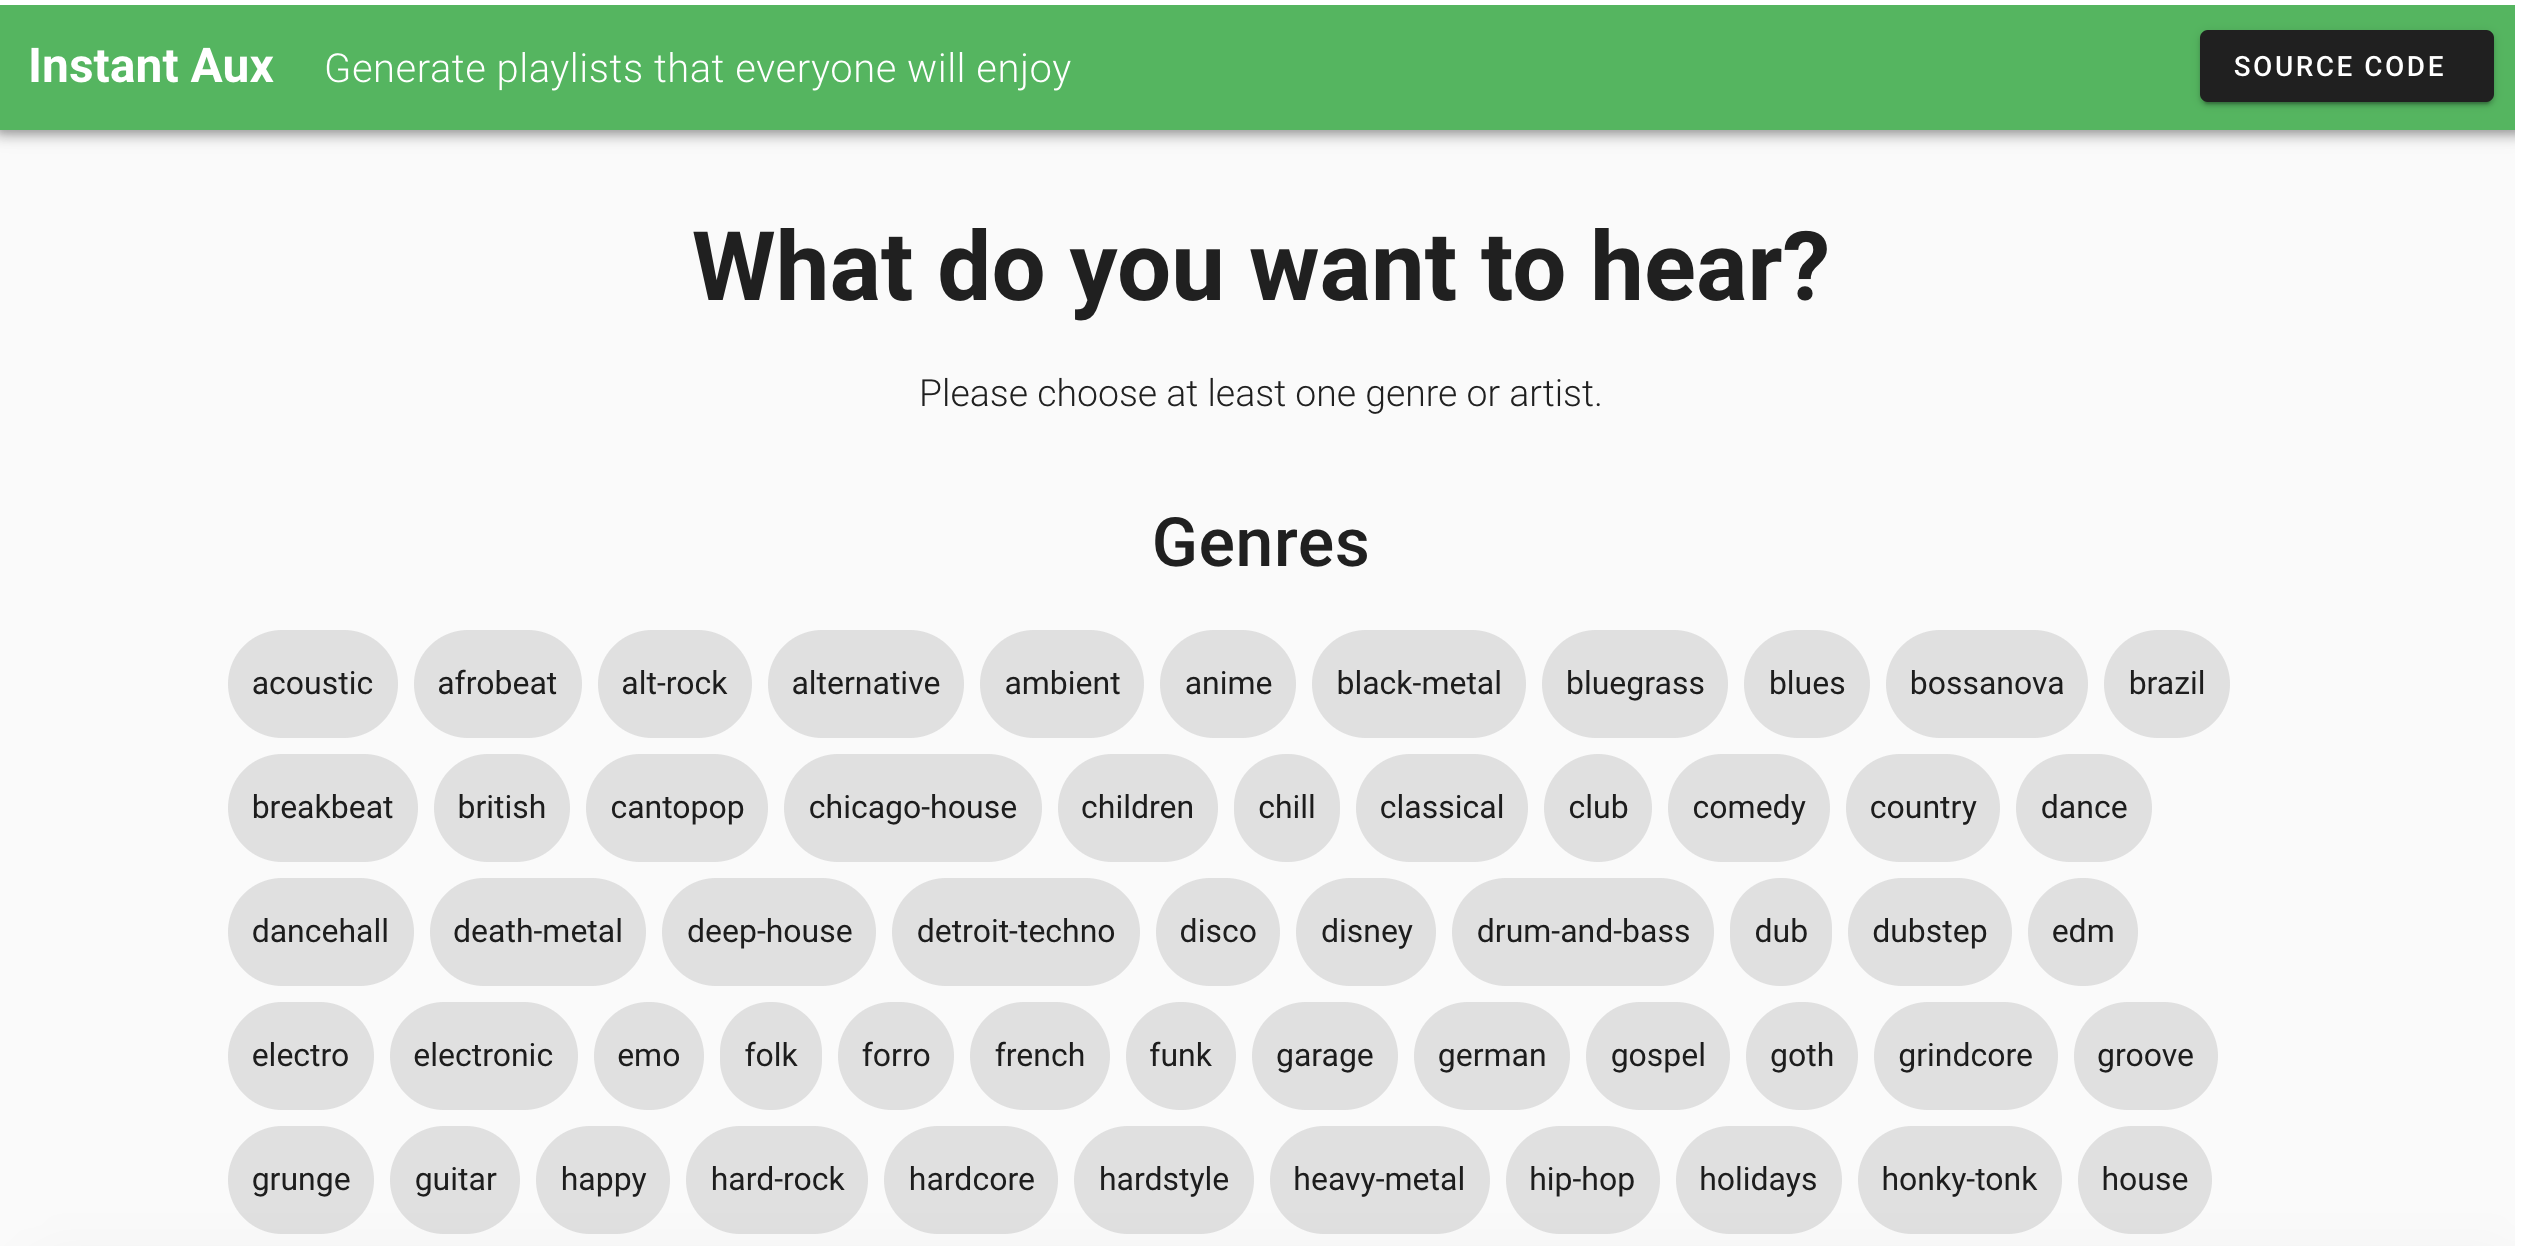 Instant Aux Generate playlists that everyone will enjoy SOURCE CODE
What do you want to hear?
Please choose at least one genre or artist.
Genres
acoustic afrobeat alt-rock alternative ambient anime black-metal bluegrass blues bossanova brazil
breakbeat british cantopop chicago-house children chill classical club comedy country dance
dancehall death-metal deep-house detroit-techno disco disney drum-and-bass dub dubstep edm
electro electronic emo folk forro french funk garage german gospel goth grindcore groove
grunge guitar happy hard-rock hardcore hardstyle heavy-metal hip-hop holidays honky-tonk house